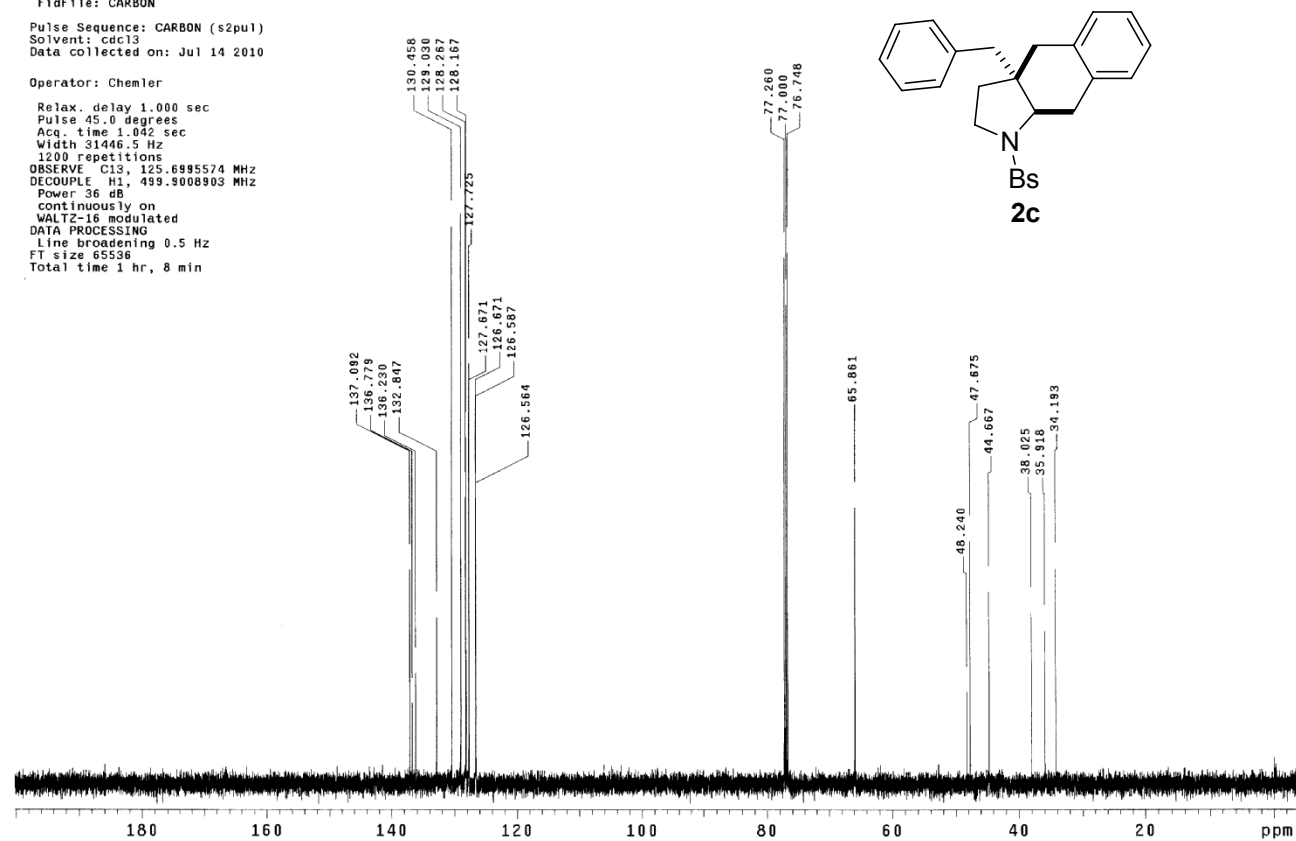 FidFile: CARBON
Pulse Sequence: CARBON (s2pul)
Solvent: cdcl3
Data collected on: Jul 14 2010
Operator: Chemler
Relax. delay 1.000 sec
Pulse 45.0 degrees
Acq. time 1.042 sec
Width 31446.5 Hz
1200 repetitions
OBSERVE C13, 125.6995574 MHz
DECOUPLE H1, 499.9008903 MHz
Power 36 dB
continuously on
WALTZ-16 modulated
DATA PROCESSING
Line broadening 0.5 Hz
FT size 65536
Total time 1 hr, 8 min
137.092
136.779
136.230
132.847
130.458
129.030
128.267
128.167
127.725
127.671
126.671
126.587
126.564
77.260
77.000
76.748
65.861
48.240
47.675
44.667
38.025
35.918
34.193
N
Bs
2c
180 160 140 120 100 80 60 40 20 ppm